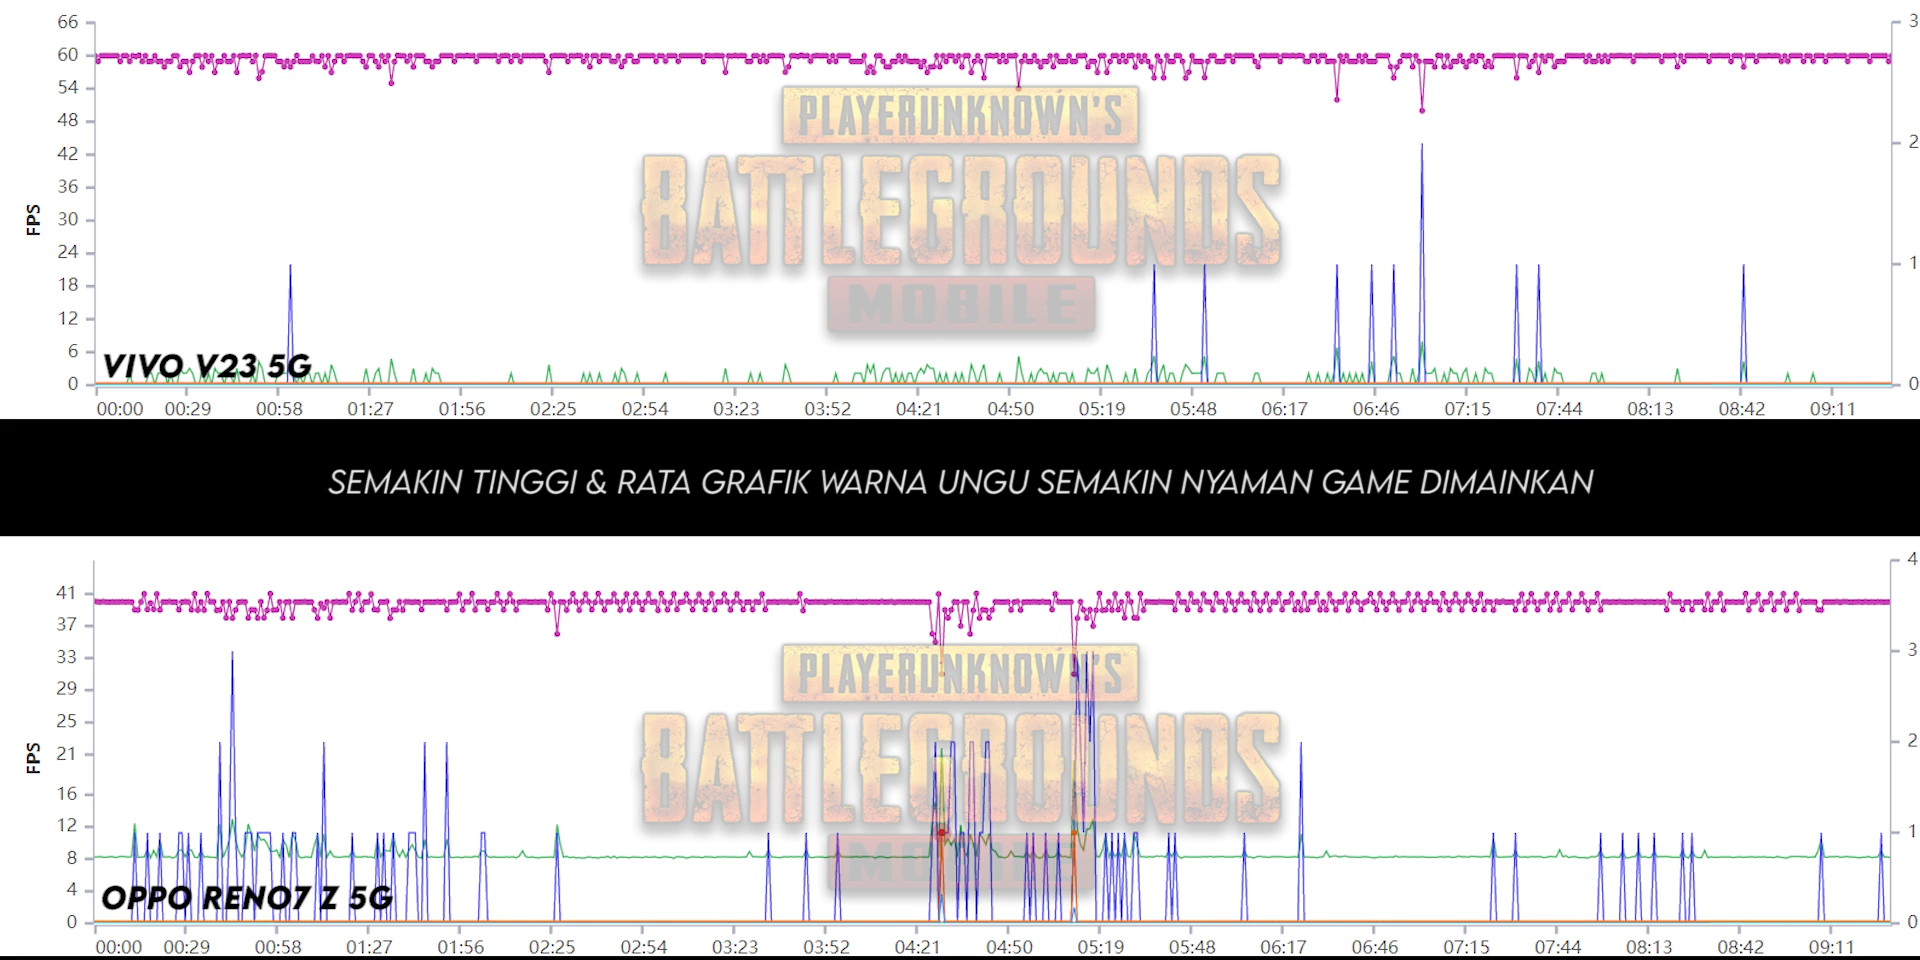 66
60
54
48
42
36
30
24
18
12
6
0
FPS
3
2
1
0
PLAYERUNKNOWN'S
BATTLEGROUNDS
MOBILE
VIVO V23 5G
00:00 00:29 00:58 01:27 01:56 02:25 02:54 03:23 03:52 04:21 04:50 05:19 05:48 06:17 06:46 07:15 07:44 08:13 08:42 09:11
SEMAKIN TINGGI & RATA GRAFIK WARNA UNGU SEMAKIN NYAMAN GAME DIMAINKAN
41
37
33
29
25
21
16
12
8
4
0
FPS
4
3
2
1
0
PLAYERUNKNOWN'S
BATTLEGROUNDS
MOBILE
OPPO RENO7 Z 5G
00:00 00:29 00:58 01:27 01:56 02:25 02:54 03:23 03:52 04:21 04:50 05:19 05:48 06:17 06:46 07:15 07:44 08:13 08:42 09:11